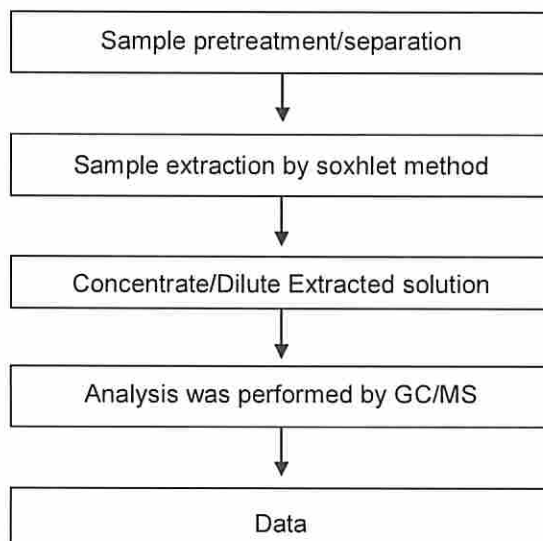 Sample pretreatment/separation
Sample extraction by soxhlet method
Concentrate/Dilute Extracted solution
Analysis was performed by GC/MS
Data